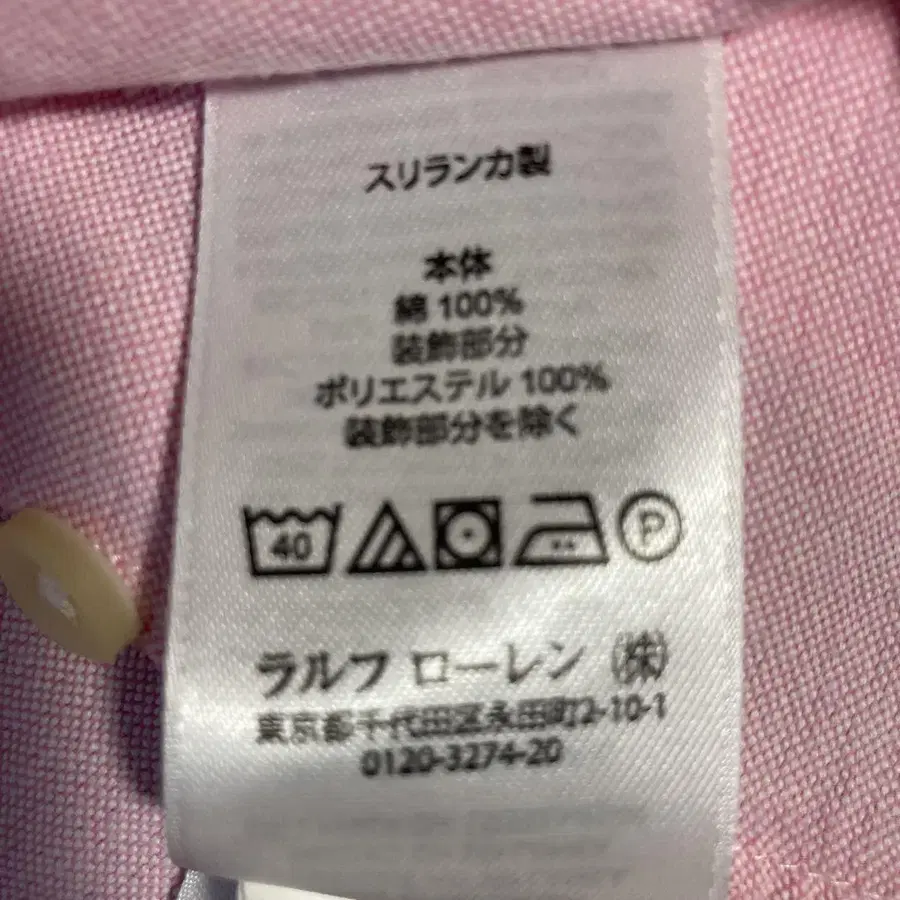 スリランカ製
本体
綿 100%
装飾部分
ポリエステル 100%
装飾部分を除く
40 P
ラルフ ローレン (株)
東京都千代田区永田町2-10-1
0120-3274-20